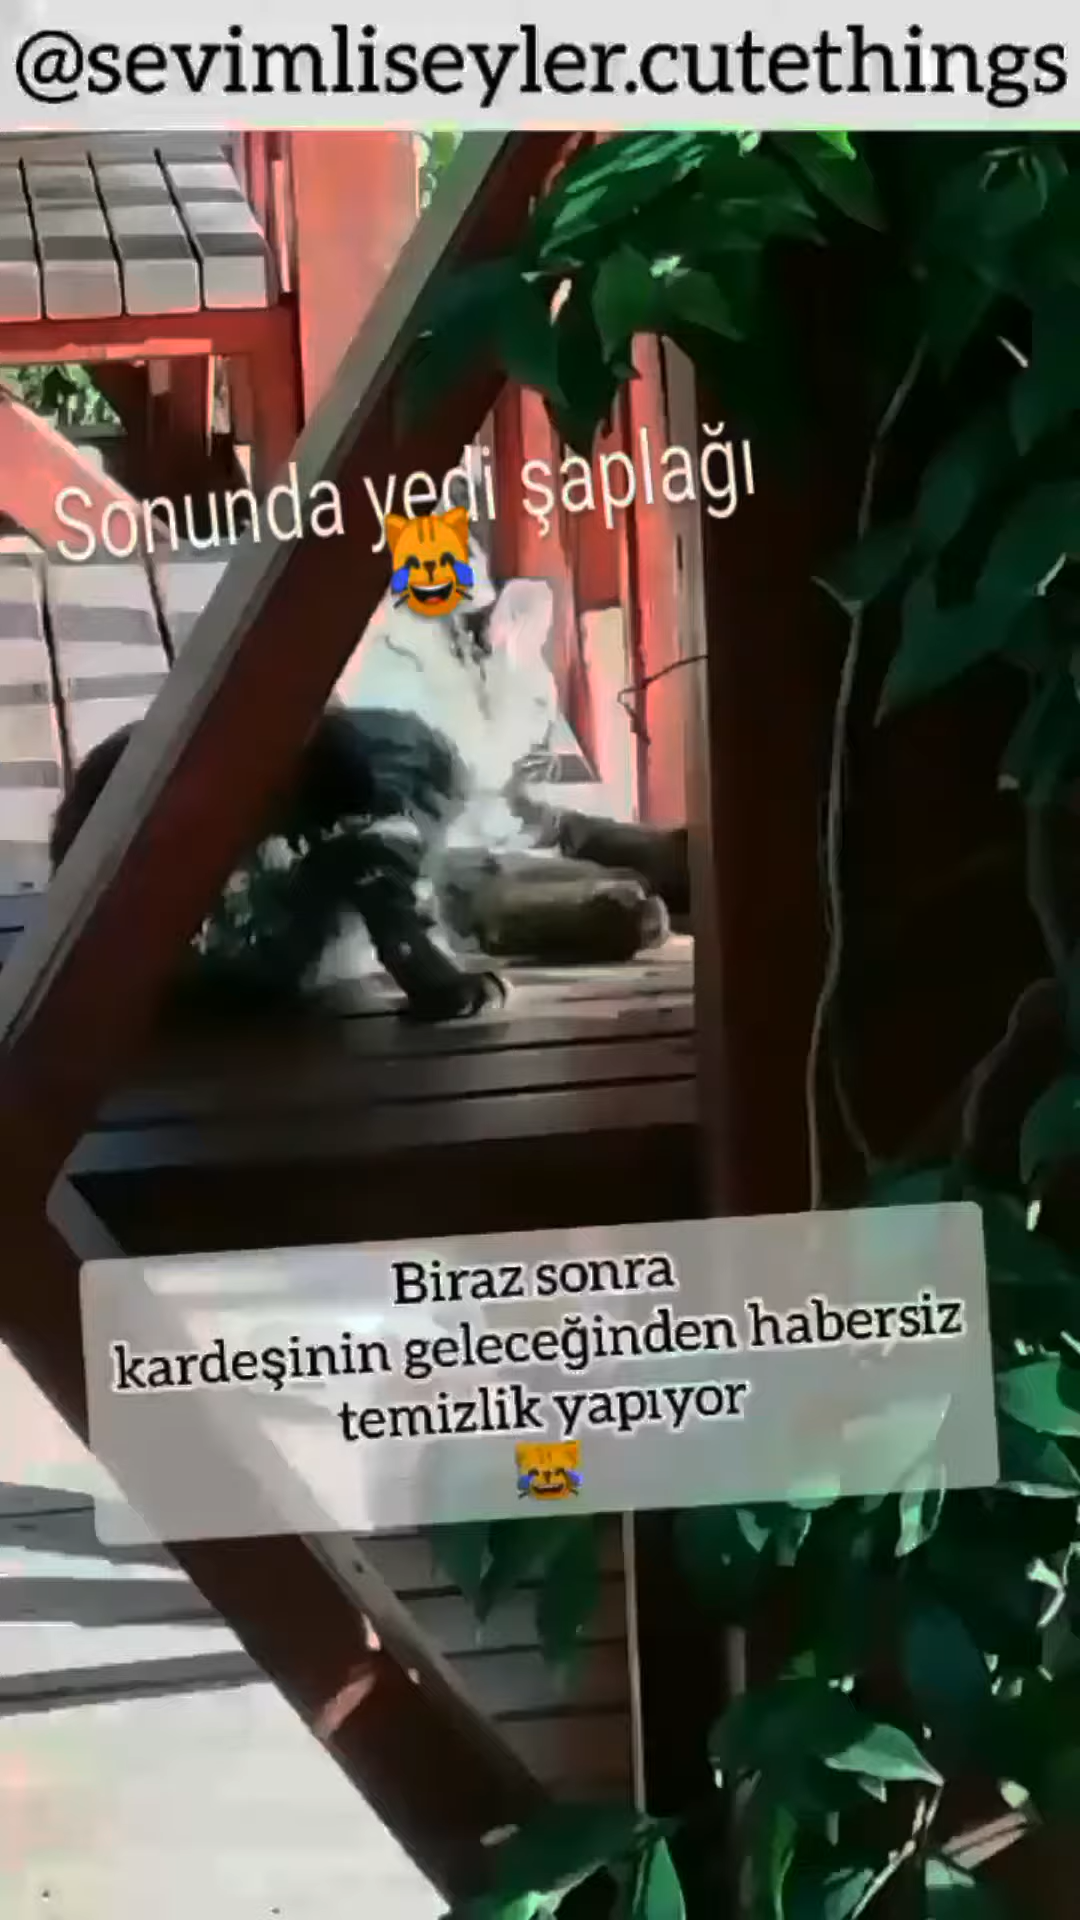 @sevimliseyler.cutethings
Sonunda yedi şaplağı
Biraz sonra
kardeşinin geleceğinden habersiz
temizlik yapıyor